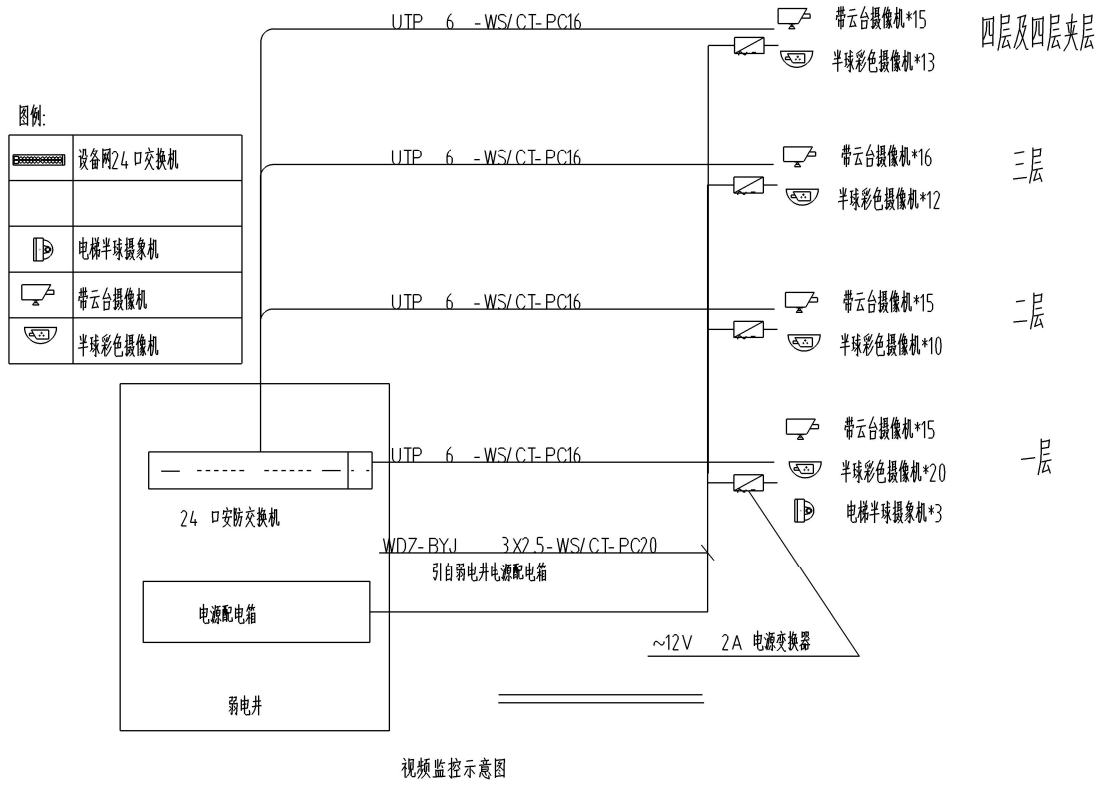 UTP 6 -WS/CT-PC16
带云台摄像机*15
半球彩色摄像机*13
四层及四层夹层
图例:
设备网24口交换机
电梯半球摄象机
带云台摄像机
半球彩色摄像机
UTP 6 -WS/CT-PC16
带云台摄像机*16
半球彩色摄像机*12
三层
UTP 6 -WS/CT-PC16
带云台摄像机*15
半球彩色摄像机*10
二层
UTP 6 -WS/CT-PC16
带云台摄像机*15
半球彩色摄像机*20
电梯半球摄象机*3
一层
24 口安防交换机
WDZ-BYJ 3X2.5-WS/CT-PC20
引自弱电井电源配电箱
电源配电箱
~12V 2A 电源变换器
弱电井
视频监控示意图